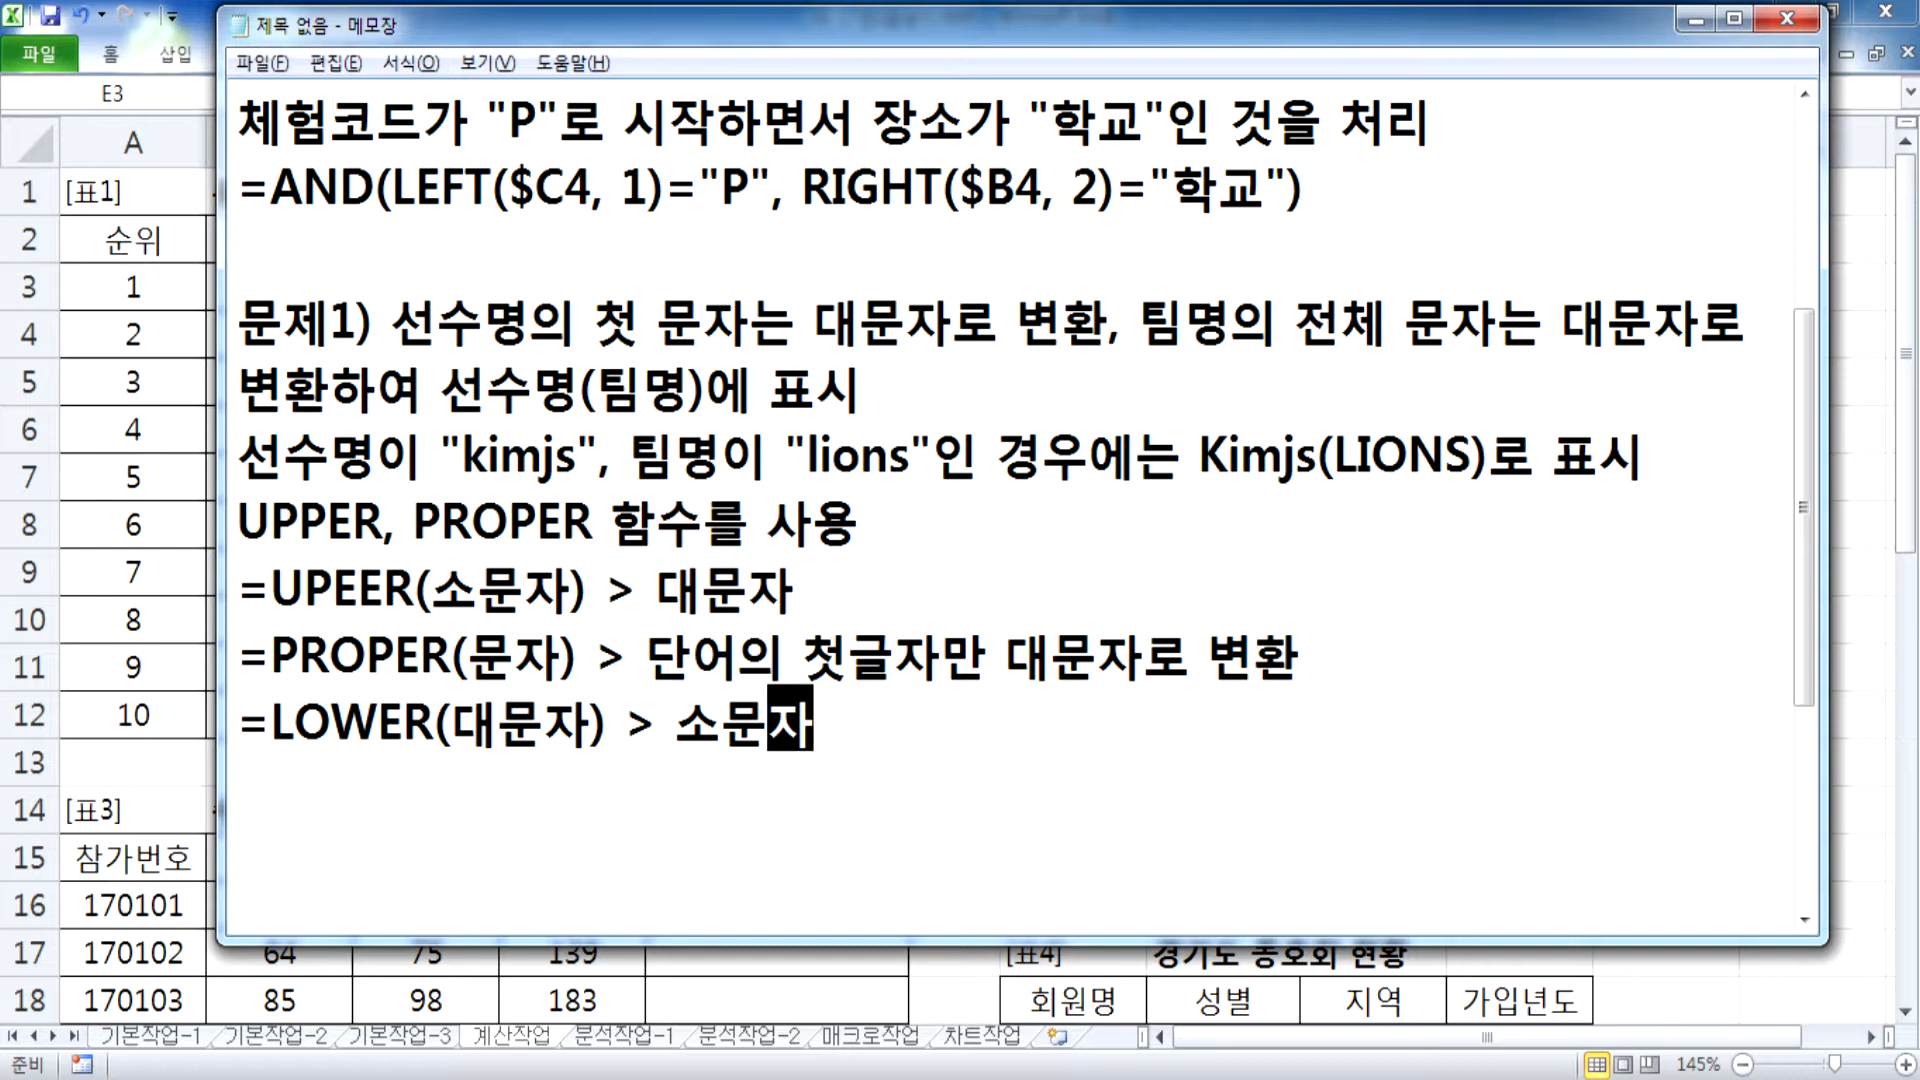 제목 없음 - 메모장
파일 홈 삽입
파일(F) 편집(E) 서식(O) 보기(V) 도움말(H)
E3
체험코드가 "P"로 시작하면서 장소가 "학교"인 것을 처리
=AND(LEFT($C4, 1)="P", RIGHT($B4, 2)="학교")
문제1) 선수명의 첫 문자는 대문자로 변환, 팀명의 전체 문자는 대문자로
변환하여 선수명(팀명)에 표시
선수명이 "kimjs", 팀명이 "lions"인 경우에는 Kimjs(LIONS)로 표시
UPPER, PROPER 함수를 사용
=UPEER(소문자) > 대문자
=PROPER(문자) > 단어의 첫글자만 대문자로 변환
=LOWER(대문자) > 소문자
A
1 [표1]
2 순위
3 1
4 2
5 3
6 4
7 5
8 6
9 7
10 8
11 9
12 10
13
14 [표3]
15 참가번호
16 170101
17 170102 64 75 139 [표4] 경기도 동호회 현황
18 170103 85 98 183 회원명 성별 지역 가입년도
기본작업-1 기본작업-2 기본작업-3 계산작업 분석작업-1 분석작업-2 매크로작업 차트작업
준비 145%